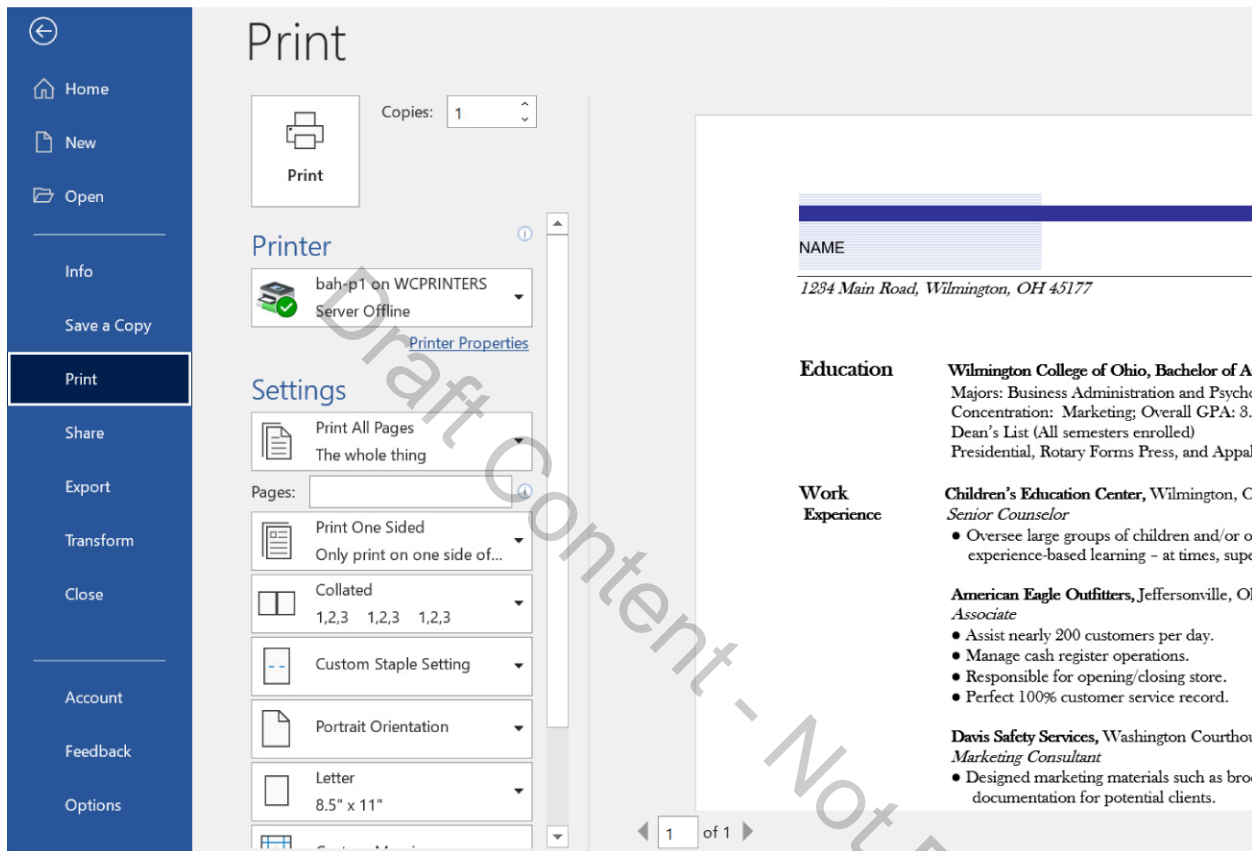 Print
Home
New
Open
Info
Save a Copy
Print
Share
Export
Transform
Close
Account
Feedback
Options
Copies: 1
Print
Printer
bah-p1 on WCPRINTERS
Server Offline
Printer Properties
Settings
Print All Pages
The whole thing
Pages:
Print One Sided
Only print on one side of...
Collated
1,2,3 1,2,3 1,2,3
Custom Staple Setting
Portrait Orientation
Letter
8.5" x 11"
NAME
1234 Main Road, Wilmington, OH 45177
Education
Wilmington College of Ohio, Bachelor of
Majors: Business Administration and
Concentration: Marketing; Overall GPA: 3.
Dean's List (All semesters enrolled)
Presidential, Rotary Forms Press, and
Work
Experience
Children's Education Center, Wilmington,
Senior Counselor
● Oversee large groups of children and/or
experience-based learning – at times,
American Eagle Outfitters, Jeffersonville,
Associate
● Assist nearly 200 customers per day.
● Manage cash register operations.
● Responsible for opening/closing store.
● Perfect 100% customer service record.
Davis Safety Services, Washington
Marketing Consultant
● Designed marketing materials such as
documentation for potential clients.
1 of 1
Draft Content - Not